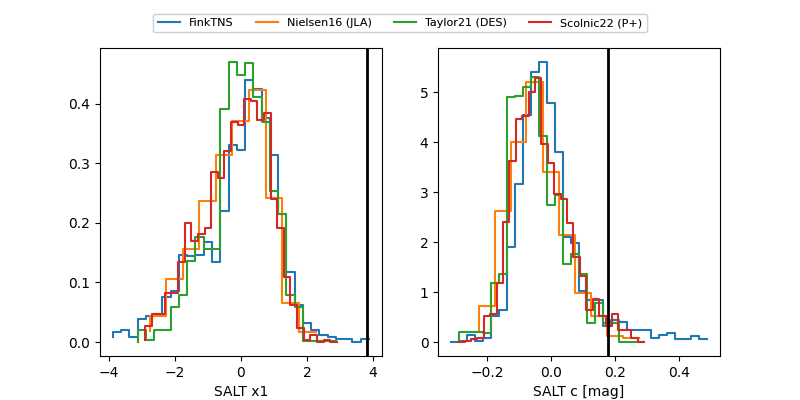 FinkTNS Nielsen16 (JLA) Taylor21 (DES) Scolnic22 (P+)
0.4
0.3
0.2
0.1
0.0
−4 −2 0 2 4
SALT x1
5
4
3
2
1
0
−0.2 0.0 0.2 0.4
SALT c [mag]